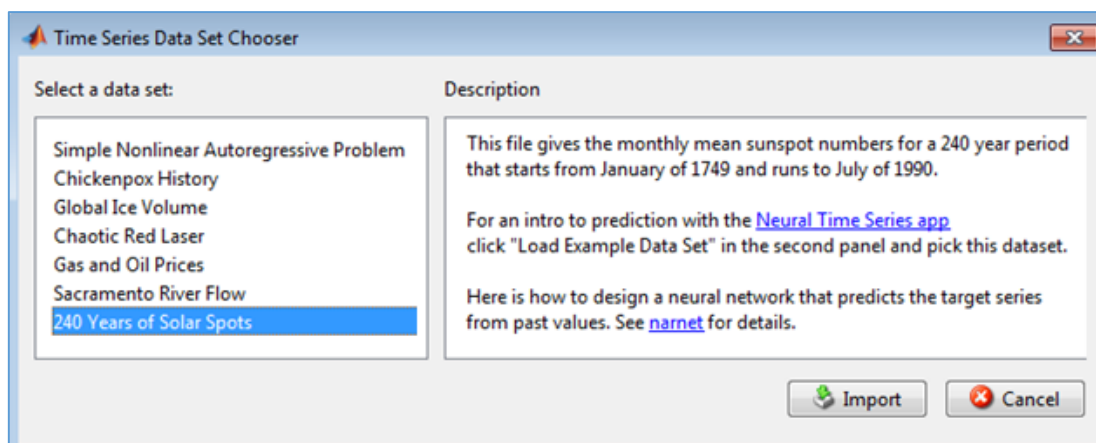 Time Series Data Set Chooser
Select a data set:
Simple Nonlinear Autoregressive Problem
Chickenpox History
Global Ice Volume
Chaotic Red Laser
Gas and Oil Prices
Sacramento River Flow
240 Years of Solar Spots
Description
This file gives the monthly mean sunspot numbers for a 240 year period
that starts from January of 1749 and runs to July of 1990.
For an intro to prediction with the Neural Time Series app
click "Load Example Data Set" in the second panel and pick this dataset.
Here is how to design a neural network that predicts the target series
from past values. See narnet for details.
Import
Cancel